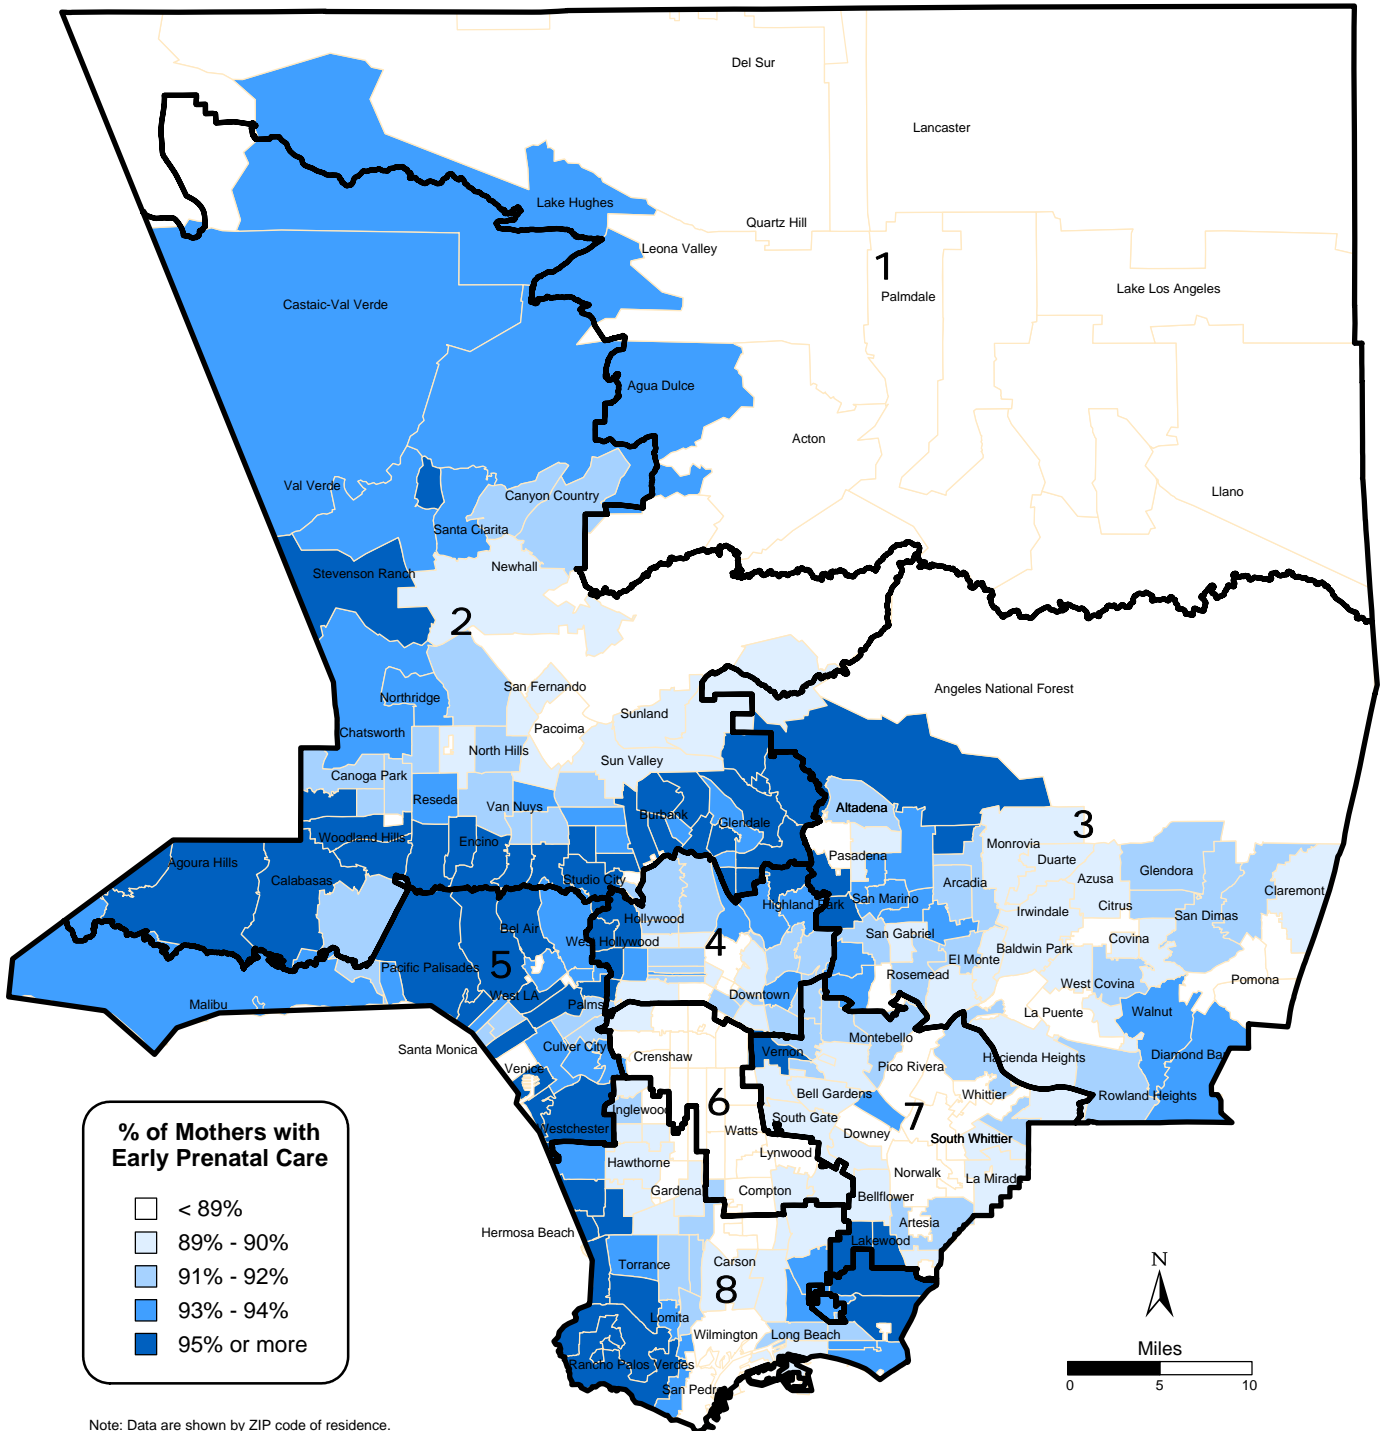 Del Sur
Lancaster
Lake Hughes
Quartz Hill
Leona Valley
1
Palmdale
Lake Los Angeles
Castaic-Val Verde
Agua Dulce
Acton
Val Verde
Canyon Country
Llano
Santa Clarita
Newhall
Stevenson Ranch
2
San Fernando
Angeles National Forest
Northridge
Sunland
Chatsworth
Pacoima
North Hills
Sun Valley
Canoga Park
Reseda
Van Nuys
Altadena
Burbank
Glendale
3
Woodland Hills
Encino
Monrovia
Pasadena
Duarte
Agoura Hills
Glendora
Calabasas
Studio City
Arcadia
Azusa
Claremont
San Marino
Highland Park
Citrus
Irwindale
San Dimas
Hollywood
Bel Air
San Gabriel
West Hollywood
4
Covina
Baldwin Park
El Monte
Pacific Palisades
5
Rosemead
Pomona
West Covina
West LA
Downtown
Malibu
Palms
La Puente
Walnut
Montebello
Santa Monica
Culver City
Vernon
Crenshaw
Hacienda Heights
Diamond Bar
Venice
Pico Rivera
Bell Gardens
Whittier
Rowland Heights
6
Inglewood
7
South Gate
Westchester
Watts
Downey
South Whittier
Lynwood
Hawthorne
Norwalk
La Mirada
Gardena
Compton
Bellflower
Artesia
Hermosa Beach
Lakewood
Torrance
Carson
8
Lomita
Wilmington
Long Beach
Rancho Palos Verdes
San Pedro
% of Mothers with
Early Prenatal Care
< 89%
89% - 90%
91% - 92%
93% - 94%
95% or more
N
Miles
0 5 10
Note: Data are shown by ZIP code of residence.